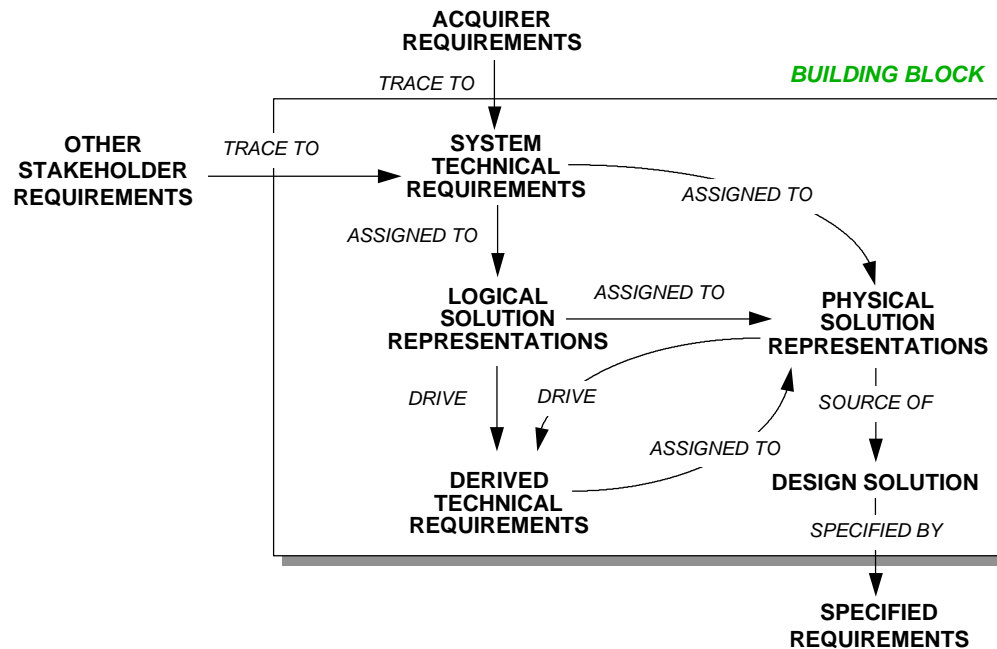 ACQUIRER
REQUIREMENTS
BUILDING BLOCK
TRACE TO
OTHER
STAKEHOLDER
REQUIREMENTS
TRACE TO
SYSTEM
TECHNICAL
REQUIREMENTS
ASSIGNED TO
ASSIGNED TO
LOGICAL
SOLUTION
REPRESENTATIONS
ASSIGNED TO
PHYSICAL
SOLUTION
REPRESENTATIONS
DRIVE
DRIVE
SOURCE OF
ASSIGNED TO
DERIVED
TECHNICAL
REQUIREMENTS
DESIGN SOLUTION
SPECIFIED BY
SPECIFIED
REQUIREMENTS